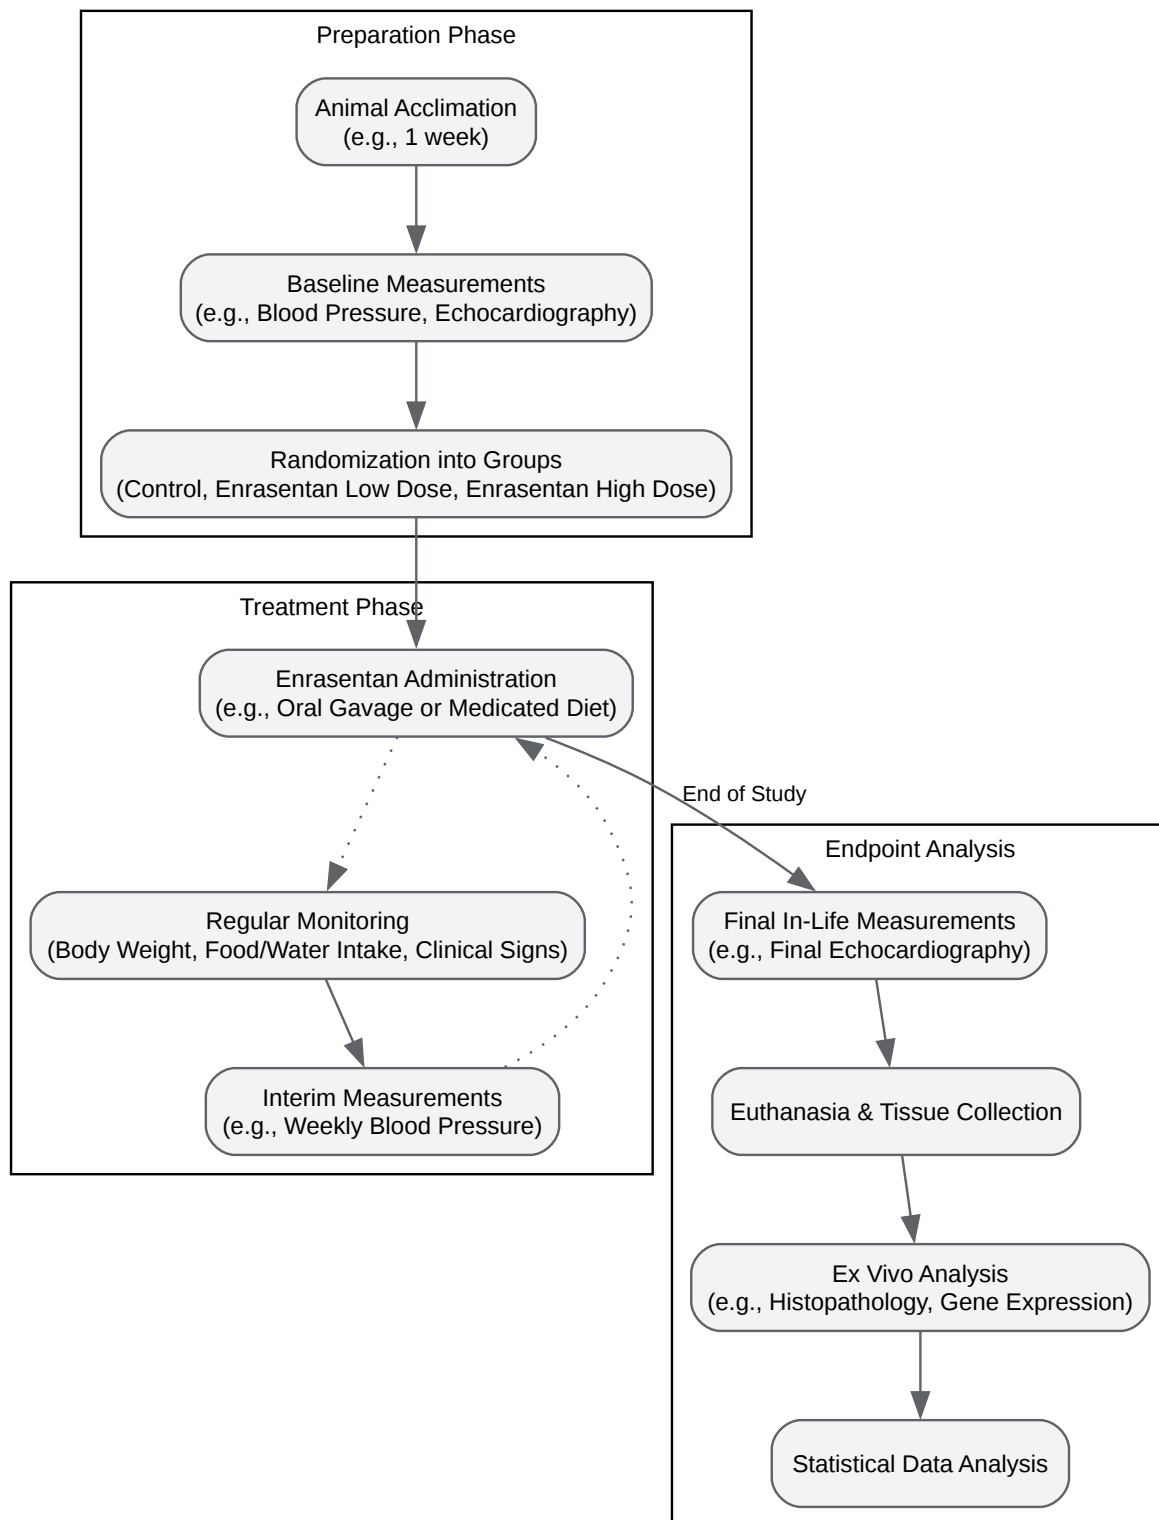 Preparation Phase
Animal Acclimation
(e.g., 1 week)
Baseline Measurements
(e.g., Blood Pressure, Echocardiography)
Randomization into Groups
(Control, Enrasentan Low Dose, Enrasentan High Dose)
Treatment Phase
Enrasentan Administration
(e.g., Oral Gavage or Medicated Diet)
End of Study
Regular Monitoring
(Body Weight, Food/Water Intake, Clinical Signs)
Interim Measurements
(e.g., Weekly Blood Pressure)
Endpoint Analysis
Final In-Life Measurements
(e.g., Final Echocardiography)
Euthanasia & Tissue Collection
Ex Vivo Analysis
(e.g., Histopathology, Gene Expression)
Statistical Data Analysis